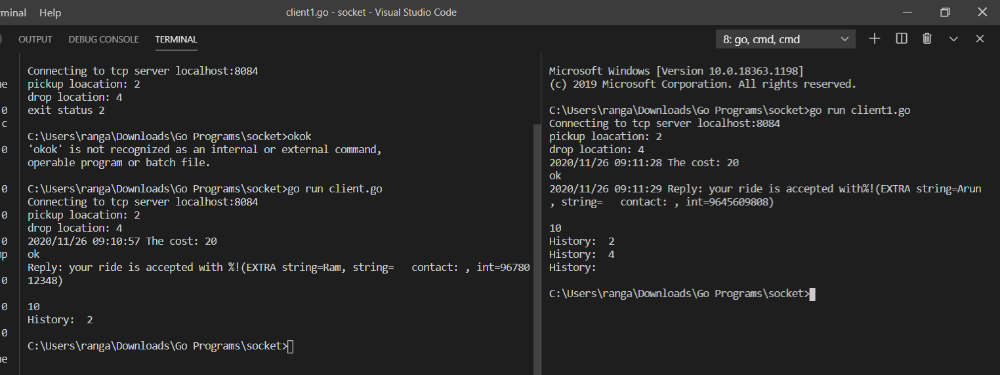 minal Help client1.go - socket - Visual Studio Code
OUTPUT DEBUG CONSOLE TERMINAL 8: go, cmd, cmd
Connecting to tcp server localhost:8084
pickup loacation: 2
drop location: 4
exit status 2
C:\Users\ranga\Downloads\Go Programs\socket>okok
'okok' is not recognized as an internal or external command,
operable program or batch file.
C:\Users\ranga\Downloads\Go Programs\socket>go run client.go
Connecting to tcp server localhost:8084
pickup loacation: 2
drop location: 4
2020/11/26 09:10:57 The cost: 20
ok
Reply: your ride is accepted with %!(EXTRA string=Ram, string=   contact: , int=96780
12348)
10
History:  2
C:\Users\ranga\Downloads\Go Programs\socket>
Microsoft Windows [Version 10.0.18363.1198]
(c) 2019 Microsoft Corporation. All rights reserved.
C:\Users\ranga\Downloads\Go Programs\socket>go run client1.go
Connecting to tcp server localhost:8084
pickup loacation: 2
drop location: 4
2020/11/26 09:11:28 The cost: 20
ok
2020/11/26 09:11:29 Reply: your ride is accepted with%!(EXTRA string=Arun
, string=   contact: , int=9645609808)
10
History:  2
History:  4
History:
C:\Users\ranga\Downloads\Go Programs\socket>